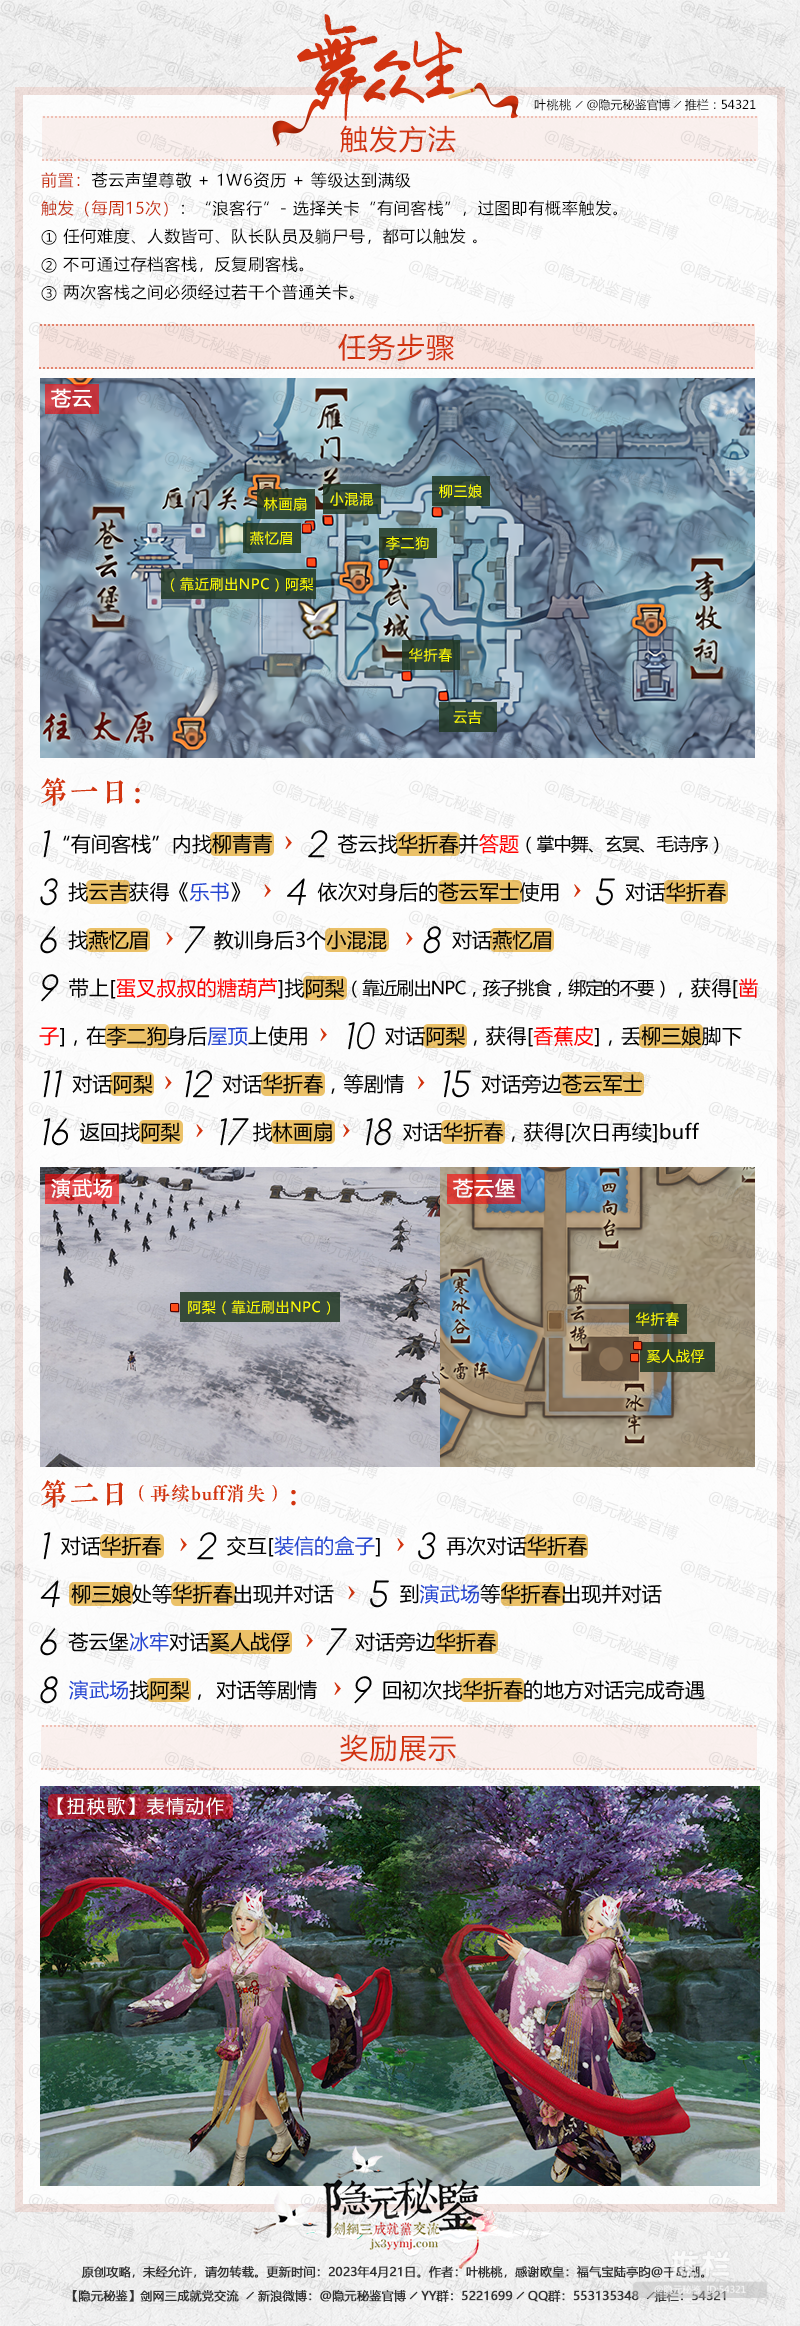 舞众生
叶桃桃 / @隐元秘鉴官博 / 推栏：54321
触发方法
前置：苍云声望尊敬 + 1W6资历 + 等级达到满级
触发（每周15次）：“浪客行”- 选择关卡“有间客栈”，过图即有概率触发。
① 任何难度、人数皆可、队长队员及躺尸号，都可以触发 。
② 不可通过存档客栈，反复刷客栈。
③ 两次客栈之间必须经过若干个普通关卡。
任务步骤
苍云
【雁门关
雁门关之
林画扇
小混混
柳三娘
燕忆眉
李二狗
【苍云堡】
（靠近刷出NPC）阿梨
武城】
【李牧祠】
华折春
云吉
往 太原
第一日：
1 “有间客栈”内找柳青青 › 2 苍云找华折春并答题（掌中舞、玄冥、毛诗序）
3 找云吉获得《乐书》 › 4 依次对身后的苍云军士使用 › 5 对话华折春
6 找燕忆眉 › 7 教训身后3个小混混 › 8 对话燕忆眉
9 带上[蛋叉叔叔的糖葫芦]找阿梨（靠近刷出NPC，孩子挑食，绑定的不要），获得[凿
子]，在李二狗身后屋顶上使用 › 10 对话阿梨，获得[香蕉皮]，丢柳三娘脚下
11 对话阿梨 › 12 对话华折春，等剧情 › 15 对话旁边苍云军士
16 返回找阿梨 › 17 找林画扇 › 18 对话华折春，获得[次日再续]buff
演武场
阿梨（靠近刷出NPC）
苍云堡
【四向台】
【寒冰谷】
【贯云梯】
华折春
奚人战俘
雷阵
【冰牢】
第二日（再续buff消失）：
1 对话华折春 › 2 交互[装信的盒子] › 3 再次对话华折春
4 柳三娘处等华折春出现并对话 › 5 到演武场等华折春出现并对话
6 苍云堡冰牢对话奚人战俘 › 7 对话旁边华折春
8 演武场找阿梨， 对话等剧情 › 9 回初次找华折春的地方对话完成奇遇
奖励展示
【扭秧歌】表情动作
隐元秘鑒
劍網三成就黨交流
jx3yymj.com
原创攻略，未经允许，请勿转载。更新时间：2023年4月21日。作者：叶桃桃，感谢欧皇：福气宝陆亭昀@千岛湖。
【隐元秘鉴】剑网三成就党交流 / 新浪微博：@隐元秘鉴官博 / YY群：5221699 / QQ群：553135348 / 推栏：54321